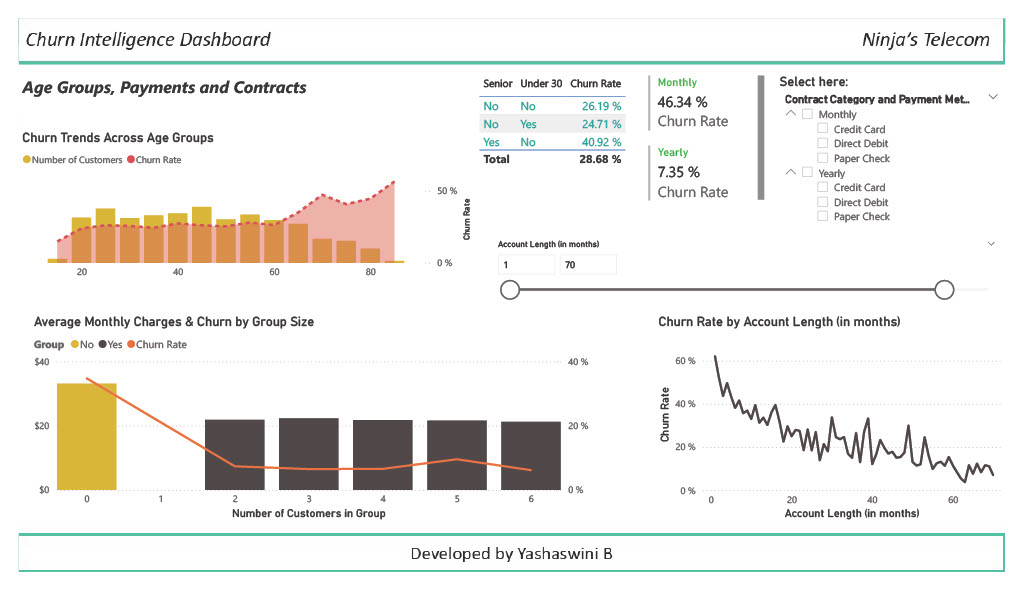 Churn Intelligence Dashboard
Ninja's Telecom
Age Groups, Payments and Contracts
Senior Under 30 Churn Rate
No No 26.19 %
No Yes 24.71 %
Yes No 40.92 %
Total 28.68 %
Monthly
46.34 %
Churn Rate
Yearly
7.35 %
Churn Rate
Select here:
Contract Category and Payment Met...
Monthly
Credit Card
Direct Debit
Paper Check
Yearly
Credit Card
Direct Debit
Paper Check
Churn Trends Across Age Groups
Number of Customers Churn Rate
50 %
0 %
Churn Rate
20 40 60 80
Account Length (in months)
1 70
Average Monthly Charges & Churn by Group Size
Group No Yes Churn Rate
$40 40 %
$20 20 %
$0 0 %
0 1 2 3 4 5 6
Number of Customers in Group
Churn Rate by Account Length (in months)
60 %
40 %
20 %
0 %
Churn Rate
0 20 40 60
Account Length (in months)
Developed by Yashaswini B